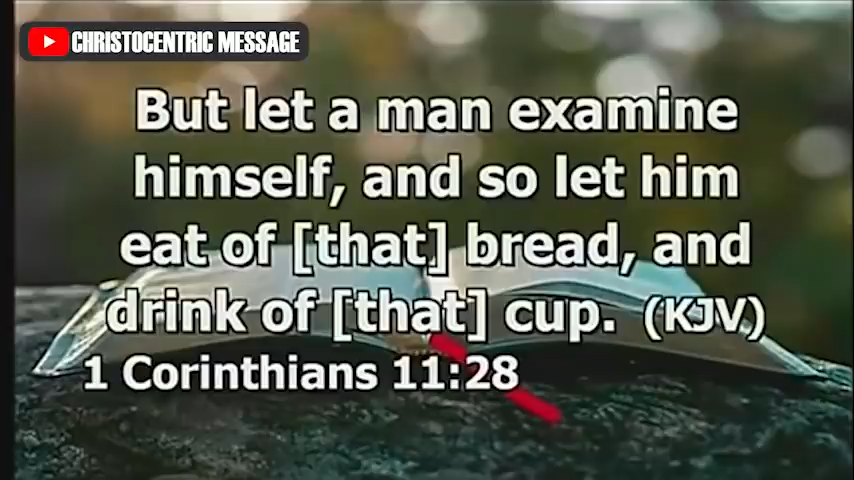 CHRISTOCENTRIC MESSAGE
But let a man examine
himself, and so let him
eat of [that] bread, and
drink of [that] cup. (KJV)
1 Corinthians 11:28